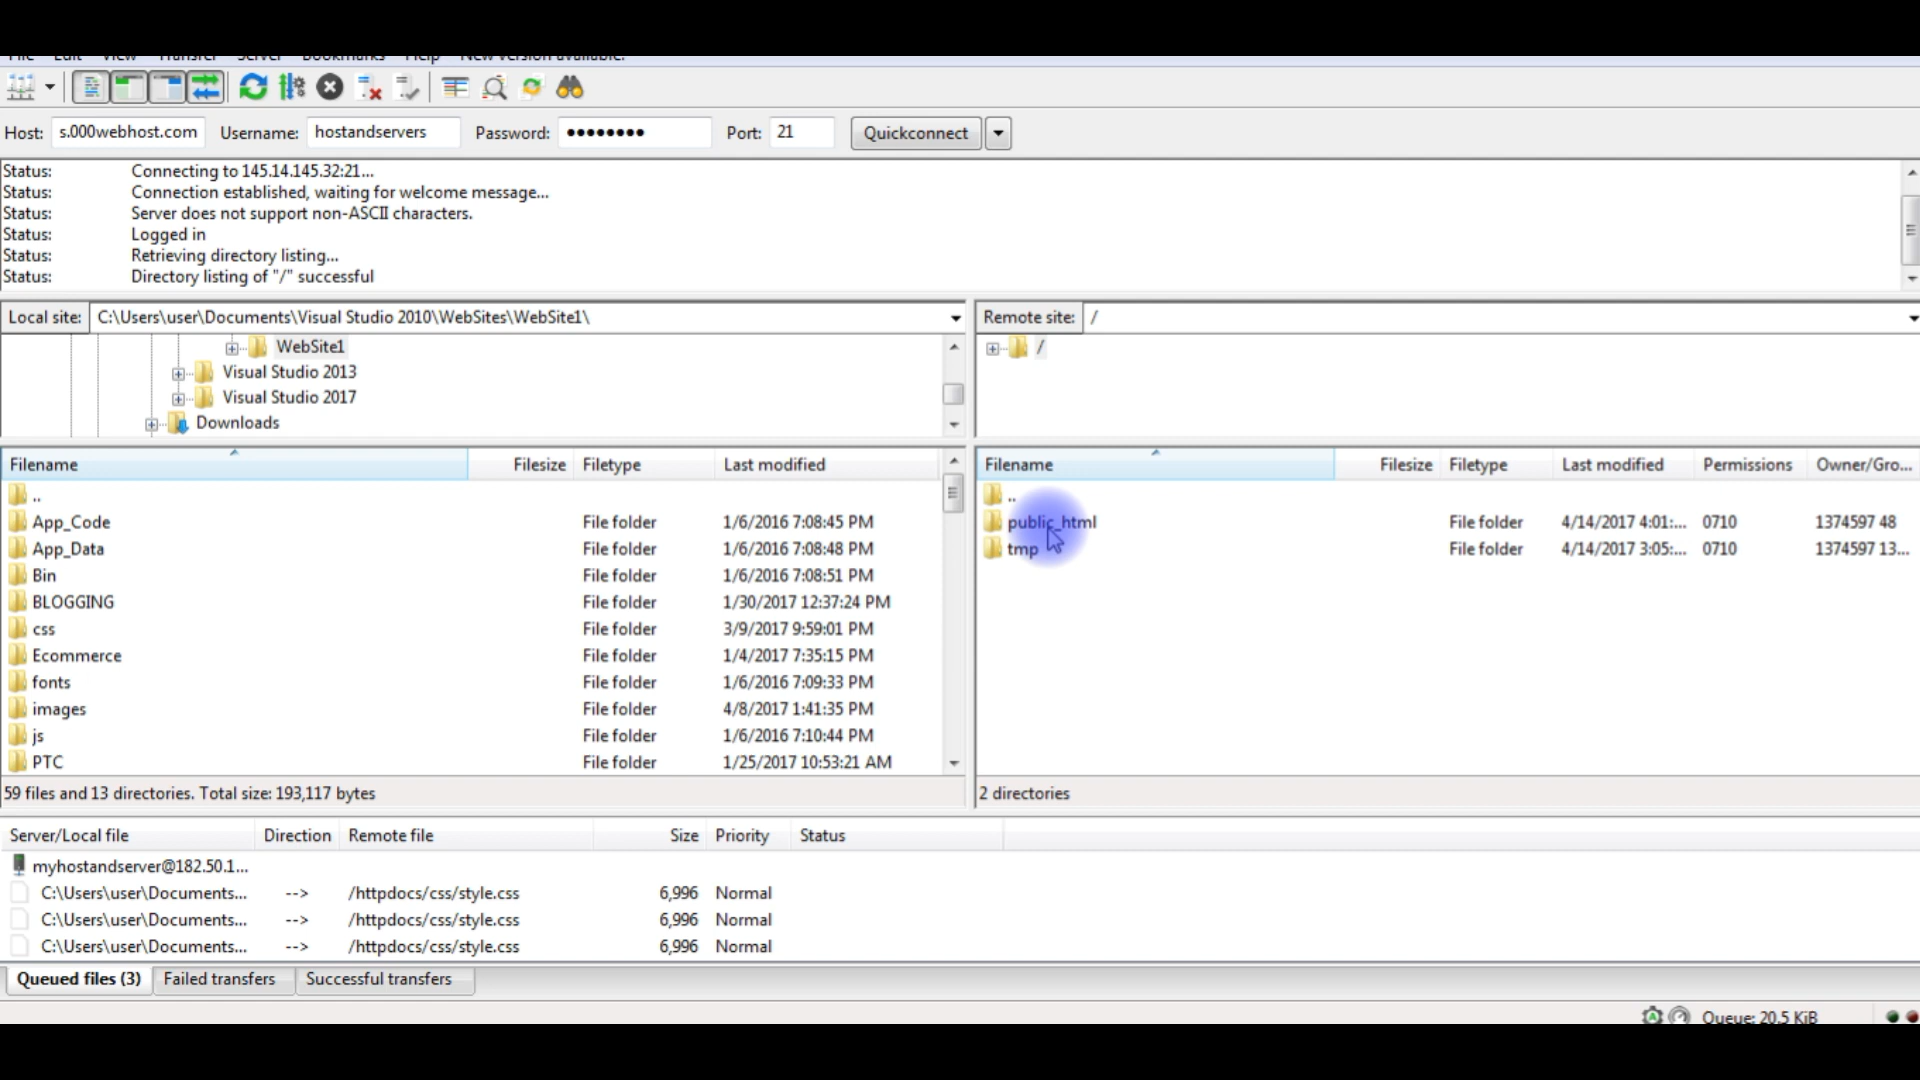 File Edit View Transfer Server Bookmarks Help New version available!
Host: s.000webhost.com Username: hostandservers Password: ●●●●●●●● Port: 21 Quickconnect
Status: Connecting to 145.14.145.32:21...
Status: Connection established, waiting for welcome message...
Status: Server does not support non-ASCII characters.
Status: Logged in
Status: Retrieving directory listing...
Status: Directory listing of "/" successful
Local site: C:\Users\user\Documents\Visual Studio 2010\WebSites\WebSite1\
WebSite1
Visual Studio 2013
Visual Studio 2017
Downloads
Filename Filesize Filetype Last modified
..
App_Code File folder 1/6/2016 7:08:45 PM
App_Data File folder 1/6/2016 7:08:48 PM
Bin File folder 1/6/2016 7:08:51 PM
BLOGGING File folder 1/30/2017 12:37:24 PM
css File folder 3/9/2017 9:59:01 PM
Ecommerce File folder 1/4/2017 7:35:15 PM
fonts File folder 1/6/2016 7:09:33 PM
images File folder 4/8/2017 1:41:35 PM
js File folder 1/6/2016 7:10:44 PM
PTC File folder 1/25/2017 10:53:21 AM
59 files and 13 directories. Total size: 193,117 bytes
Remote site: /
/
Filename Filesize Filetype Last modified Permissions Owner/Gro...
..
public_html File folder 4/14/2017 4:01:... 0710 1374597 48
tmp File folder 4/14/2017 3:05:... 0710 1374597 13...
2 directories
Server/Local file Direction Remote file Size Priority Status
myhostandserver@182.50.1...
C:\Users\user\Documents... --> /httpdocs/css/style.css 6,996 Normal
C:\Users\user\Documents... --> /httpdocs/css/style.css 6,996 Normal
C:\Users\user\Documents... --> /httpdocs/css/style.css 6,996 Normal
Queued files (3) Failed transfers Successful transfers
Queue: 20.5 KiB